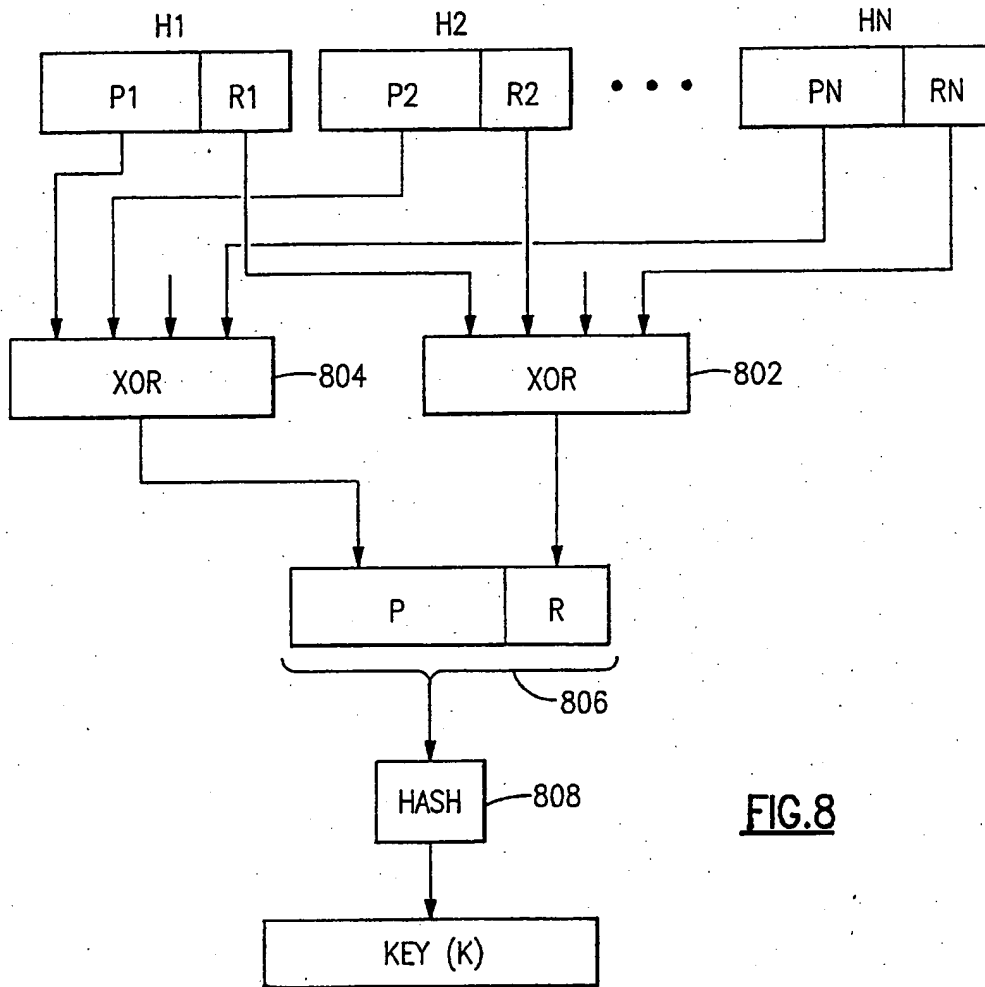 H1 H2 HN
P1 R1 P2 R2 • • • PN RN
XOR 804 XOR 802
P R
806
HASH 808
FIG.8
KEY (K)